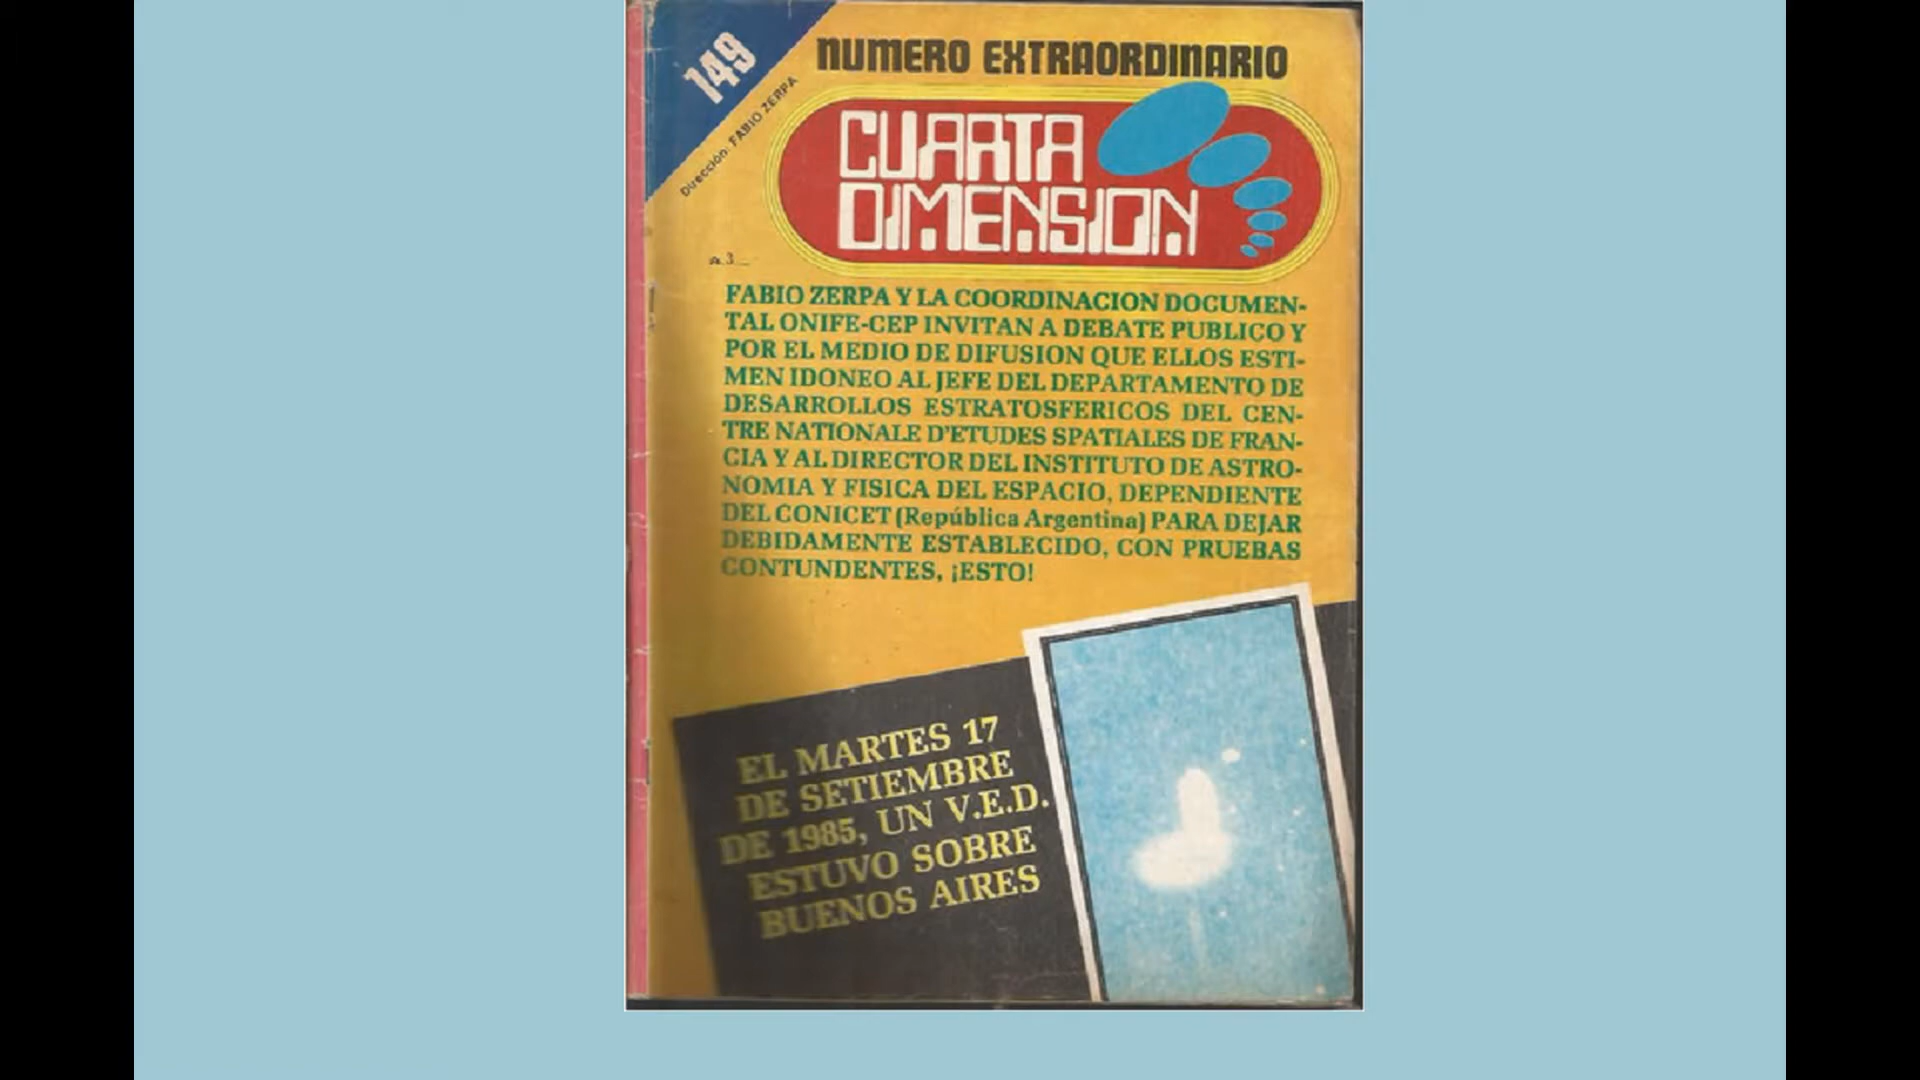 149
NUMERO EXTRAORDINARIO
Dirección: FABIO ZERPA
CUARTA
DIMENSION
FABIO ZERPA Y LA COORDINACION DOCUMEN-
TAL ONIFE-CEP INVITAN A DEBATE PUBLICO Y
POR EL MEDIO DE DIFUSION QUE ELLOS ESTI-
MEN IDONEO AL JEFE DEL DEPARTAMENTO DE
DESARROLLOS ESTRATOSFERICOS DEL CEN-
TRE NATIONALE D'ETUDES SPATIALES DE FRAN-
CIA Y AL DIRECTOR DEL INSTITUTO DE ASTRO-
NOMIA Y FISICA DEL ESPACIO, DEPENDIENTE
DEL CONICET (República Argentina) PARA DEJAR
DEBIDAMENTE ESTABLECIDO, CON PRUEBAS
CONTUNDENTES, ¡ESTO!
EL MARTES 17
DE SETIEMBRE
DE 1985, UN V.E.D.
ESTUVO SOBRE
BUENOS AIRES